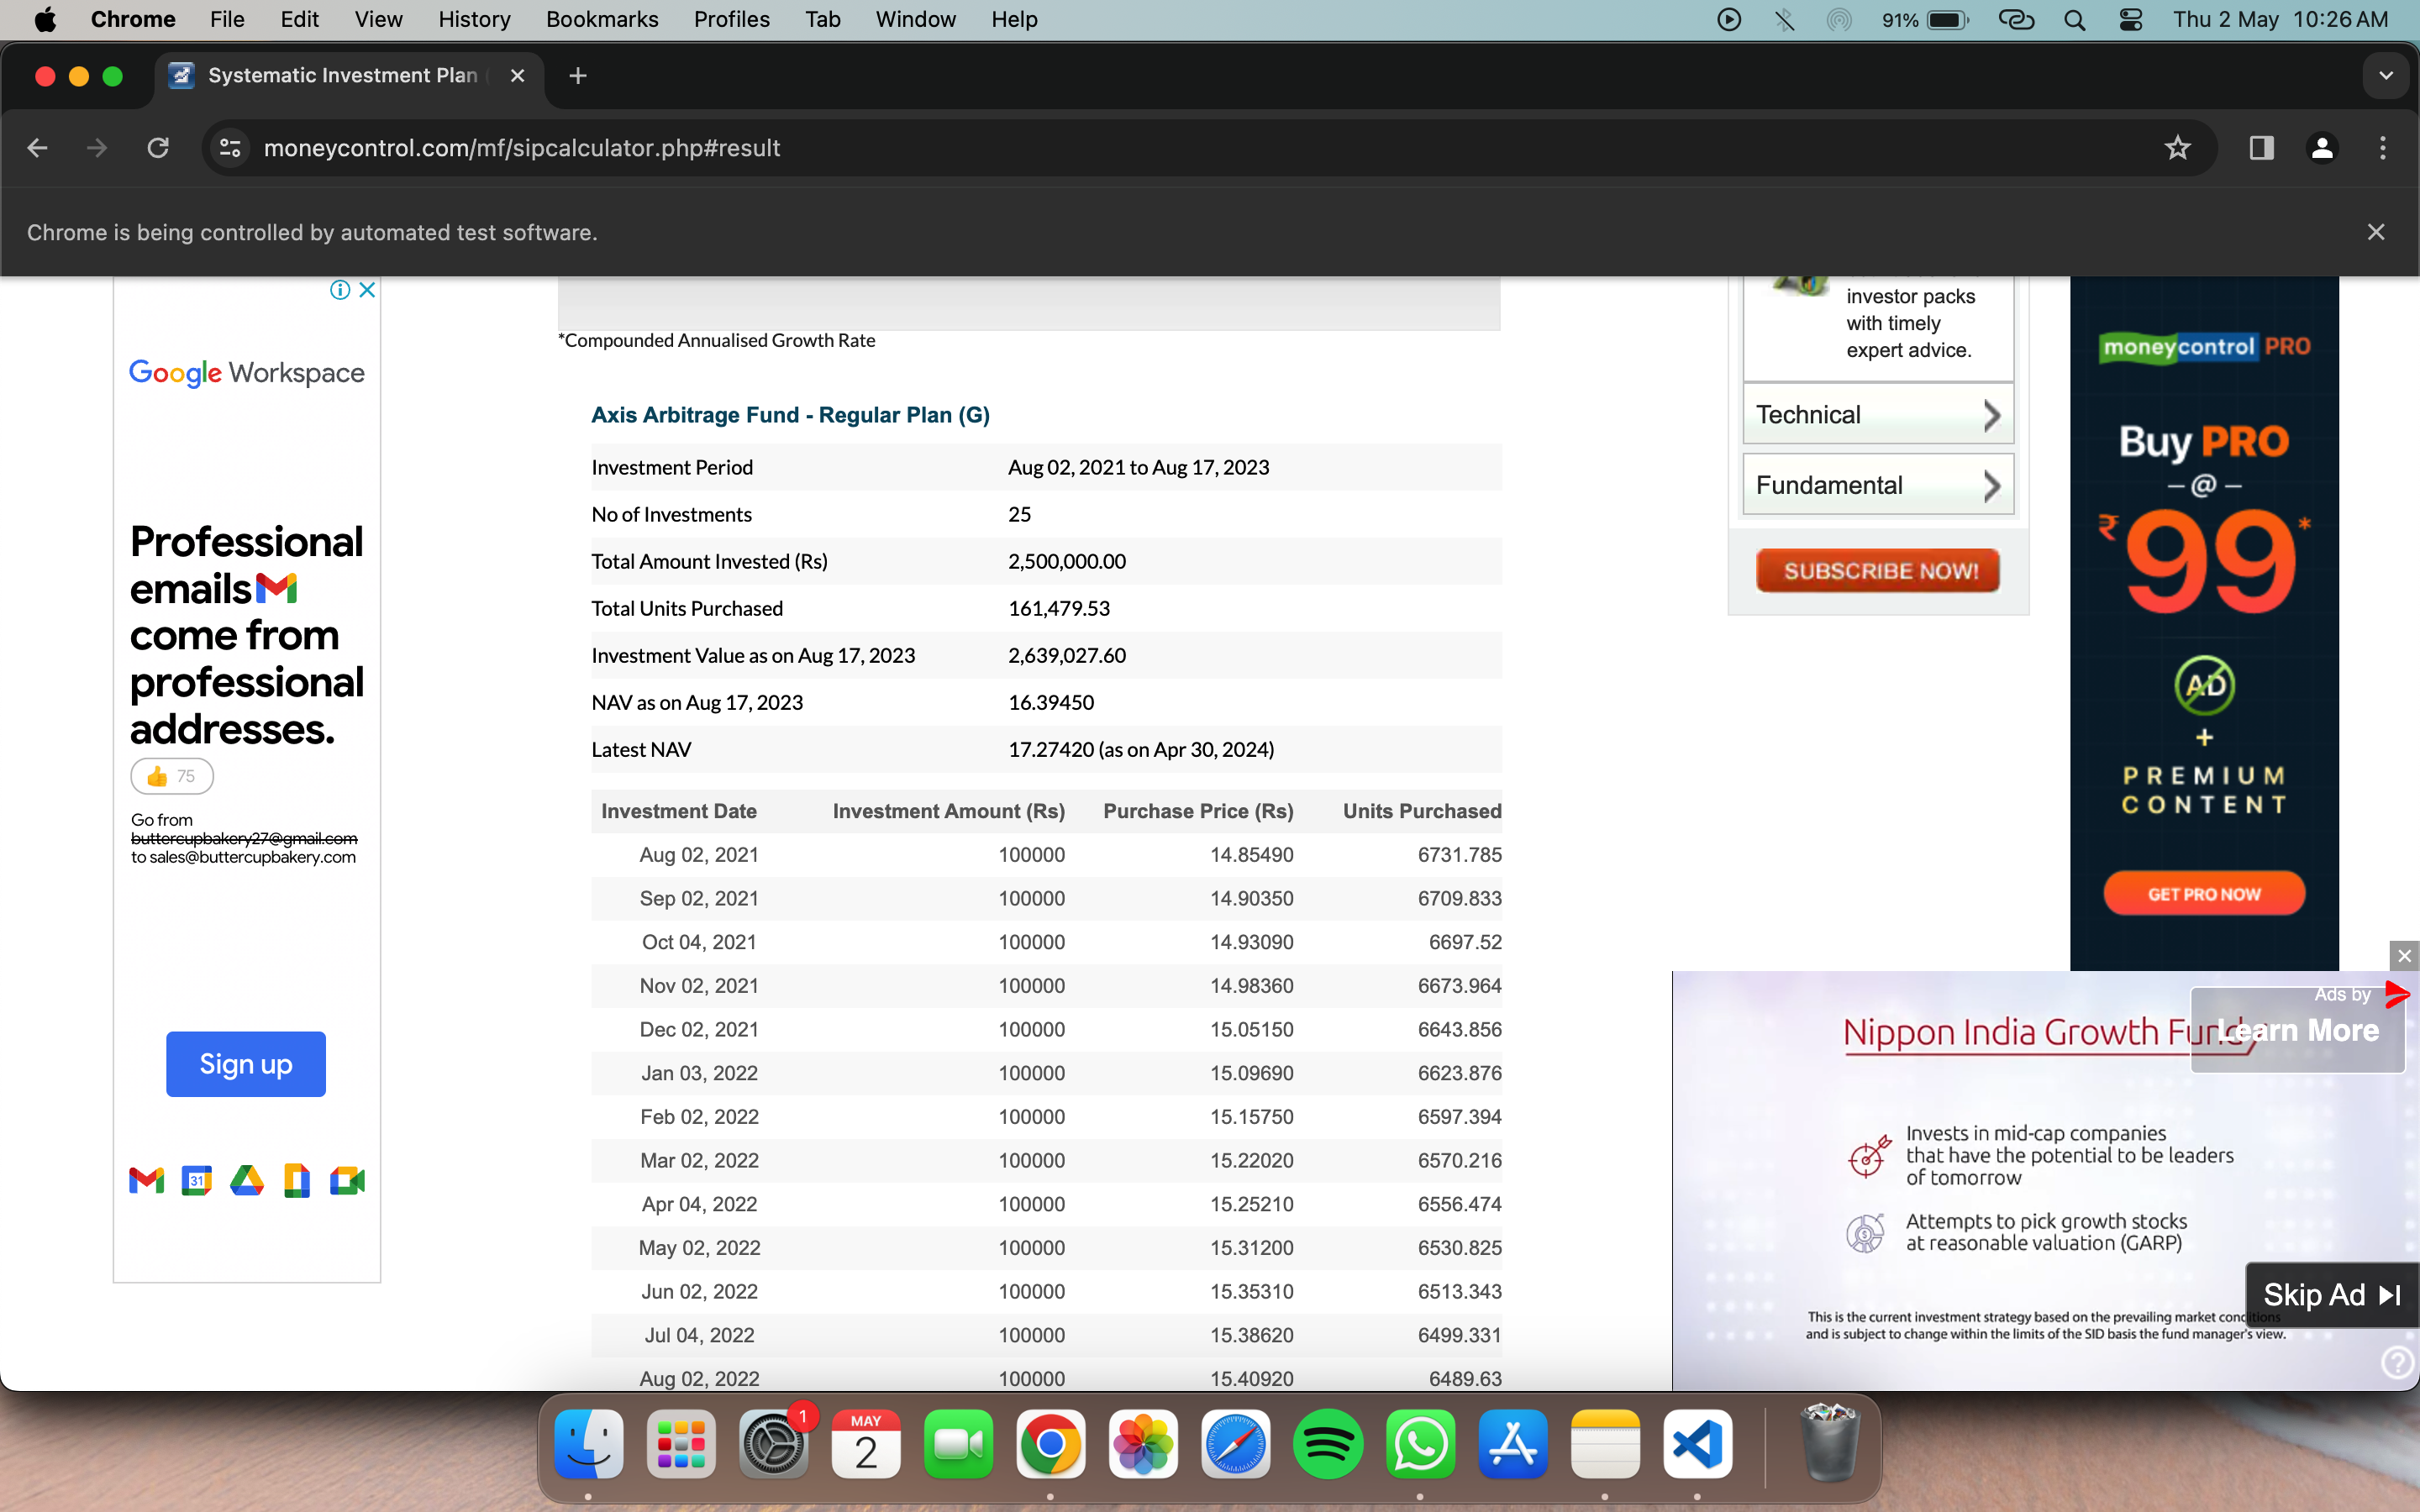 Chrome File Edit View History Bookmarks Profiles Tab Window Help 91% Thu 2 May 10:26 AM
Systematic Investment Plan
moneycontrol.com/mf/sipcalculator.php#result
Chrome is being controlled by automated test software.
Google Workspace
Professional
emails
come from
professional
addresses.
👍 75
Go from
buttercupbakery27@gmail.com
to sales@buttercupbakery.com
Sign up
31
*Compounded Annualised Growth Rate
Axis Arbitrage Fund - Regular Plan (G)
Investment Period Aug 02, 2021 to Aug 17, 2023
No of Investments 25
Total Amount Invested (Rs) 2,500,000.00
Total Units Purchased 161,479.53
Investment Value as on Aug 17, 2023 2,639,027.60
NAV as on Aug 17, 2023 16.39450
Latest NAV 17.27420 (as on Apr 30, 2024)
Investment Date Investment Amount (Rs) Purchase Price (Rs) Units Purchased
Aug 02, 2021 100000 14.85490 6731.785
Sep 02, 2021 100000 14.90350 6709.833
Oct 04, 2021 100000 14.93090 6697.52
Nov 02, 2021 100000 14.98360 6673.964
Dec 02, 2021 100000 15.05150 6643.856
Jan 03, 2022 100000 15.09690 6623.876
Feb 02, 2022 100000 15.15750 6597.394
Mar 02, 2022 100000 15.22020 6570.216
Apr 04, 2022 100000 15.25210 6556.474
May 02, 2022 100000 15.31200 6530.825
Jun 02, 2022 100000 15.35310 6513.343
Jul 04, 2022 100000 15.38620 6499.331
Aug 02, 2022 100000 15.40920 6489.63
investor packs
with timely
expert advice.
Technical
Fundamental
SUBSCRIBE NOW!
moneycontrol PRO
Buy PRO
@
₹99*
AD
+
PREMIUM
CONTENT
GET PRO NOW
Ads by
Learn More
Nippon India Growth Fund
Invests in mid-cap companies
that have the potential to be leaders
of tomorrow
Attempts to pick growth stocks
at reasonable valuation (GARP)
Skip Ad
This is the current investment strategy based on the prevailing market conditions
and is subject to change within the limits of the SID basis the fund manager's view.
1
MAY
2